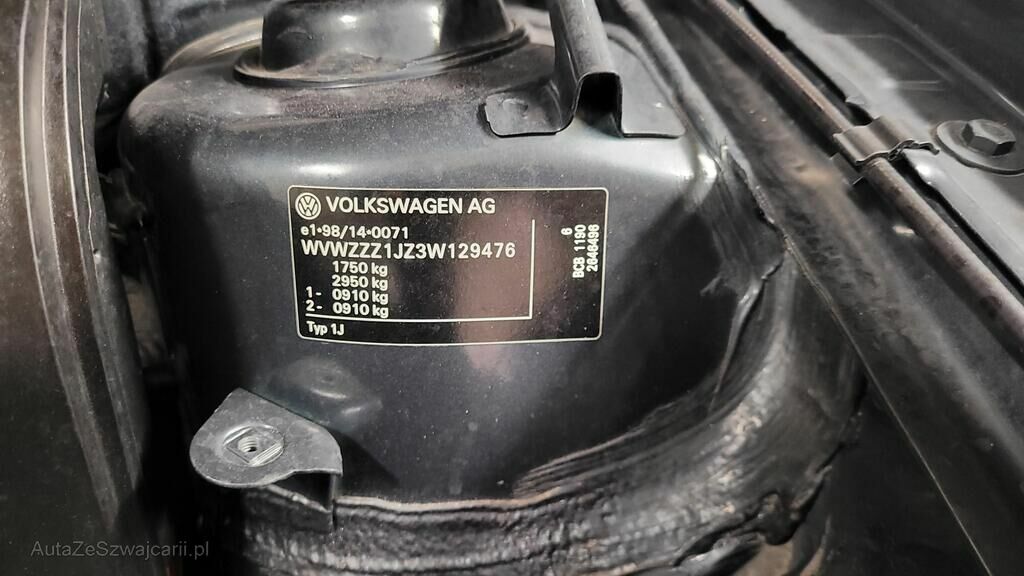 VOLKSWAGEN AG
e1*98/14*0071
WVWZZZ1JZ3W129476
1750 kg
2950 kg
1- 0910 kg
2- 0910 kg
Typ 1J
6
BCB 1190
2646496
AutaZeSzwajcarii.pl